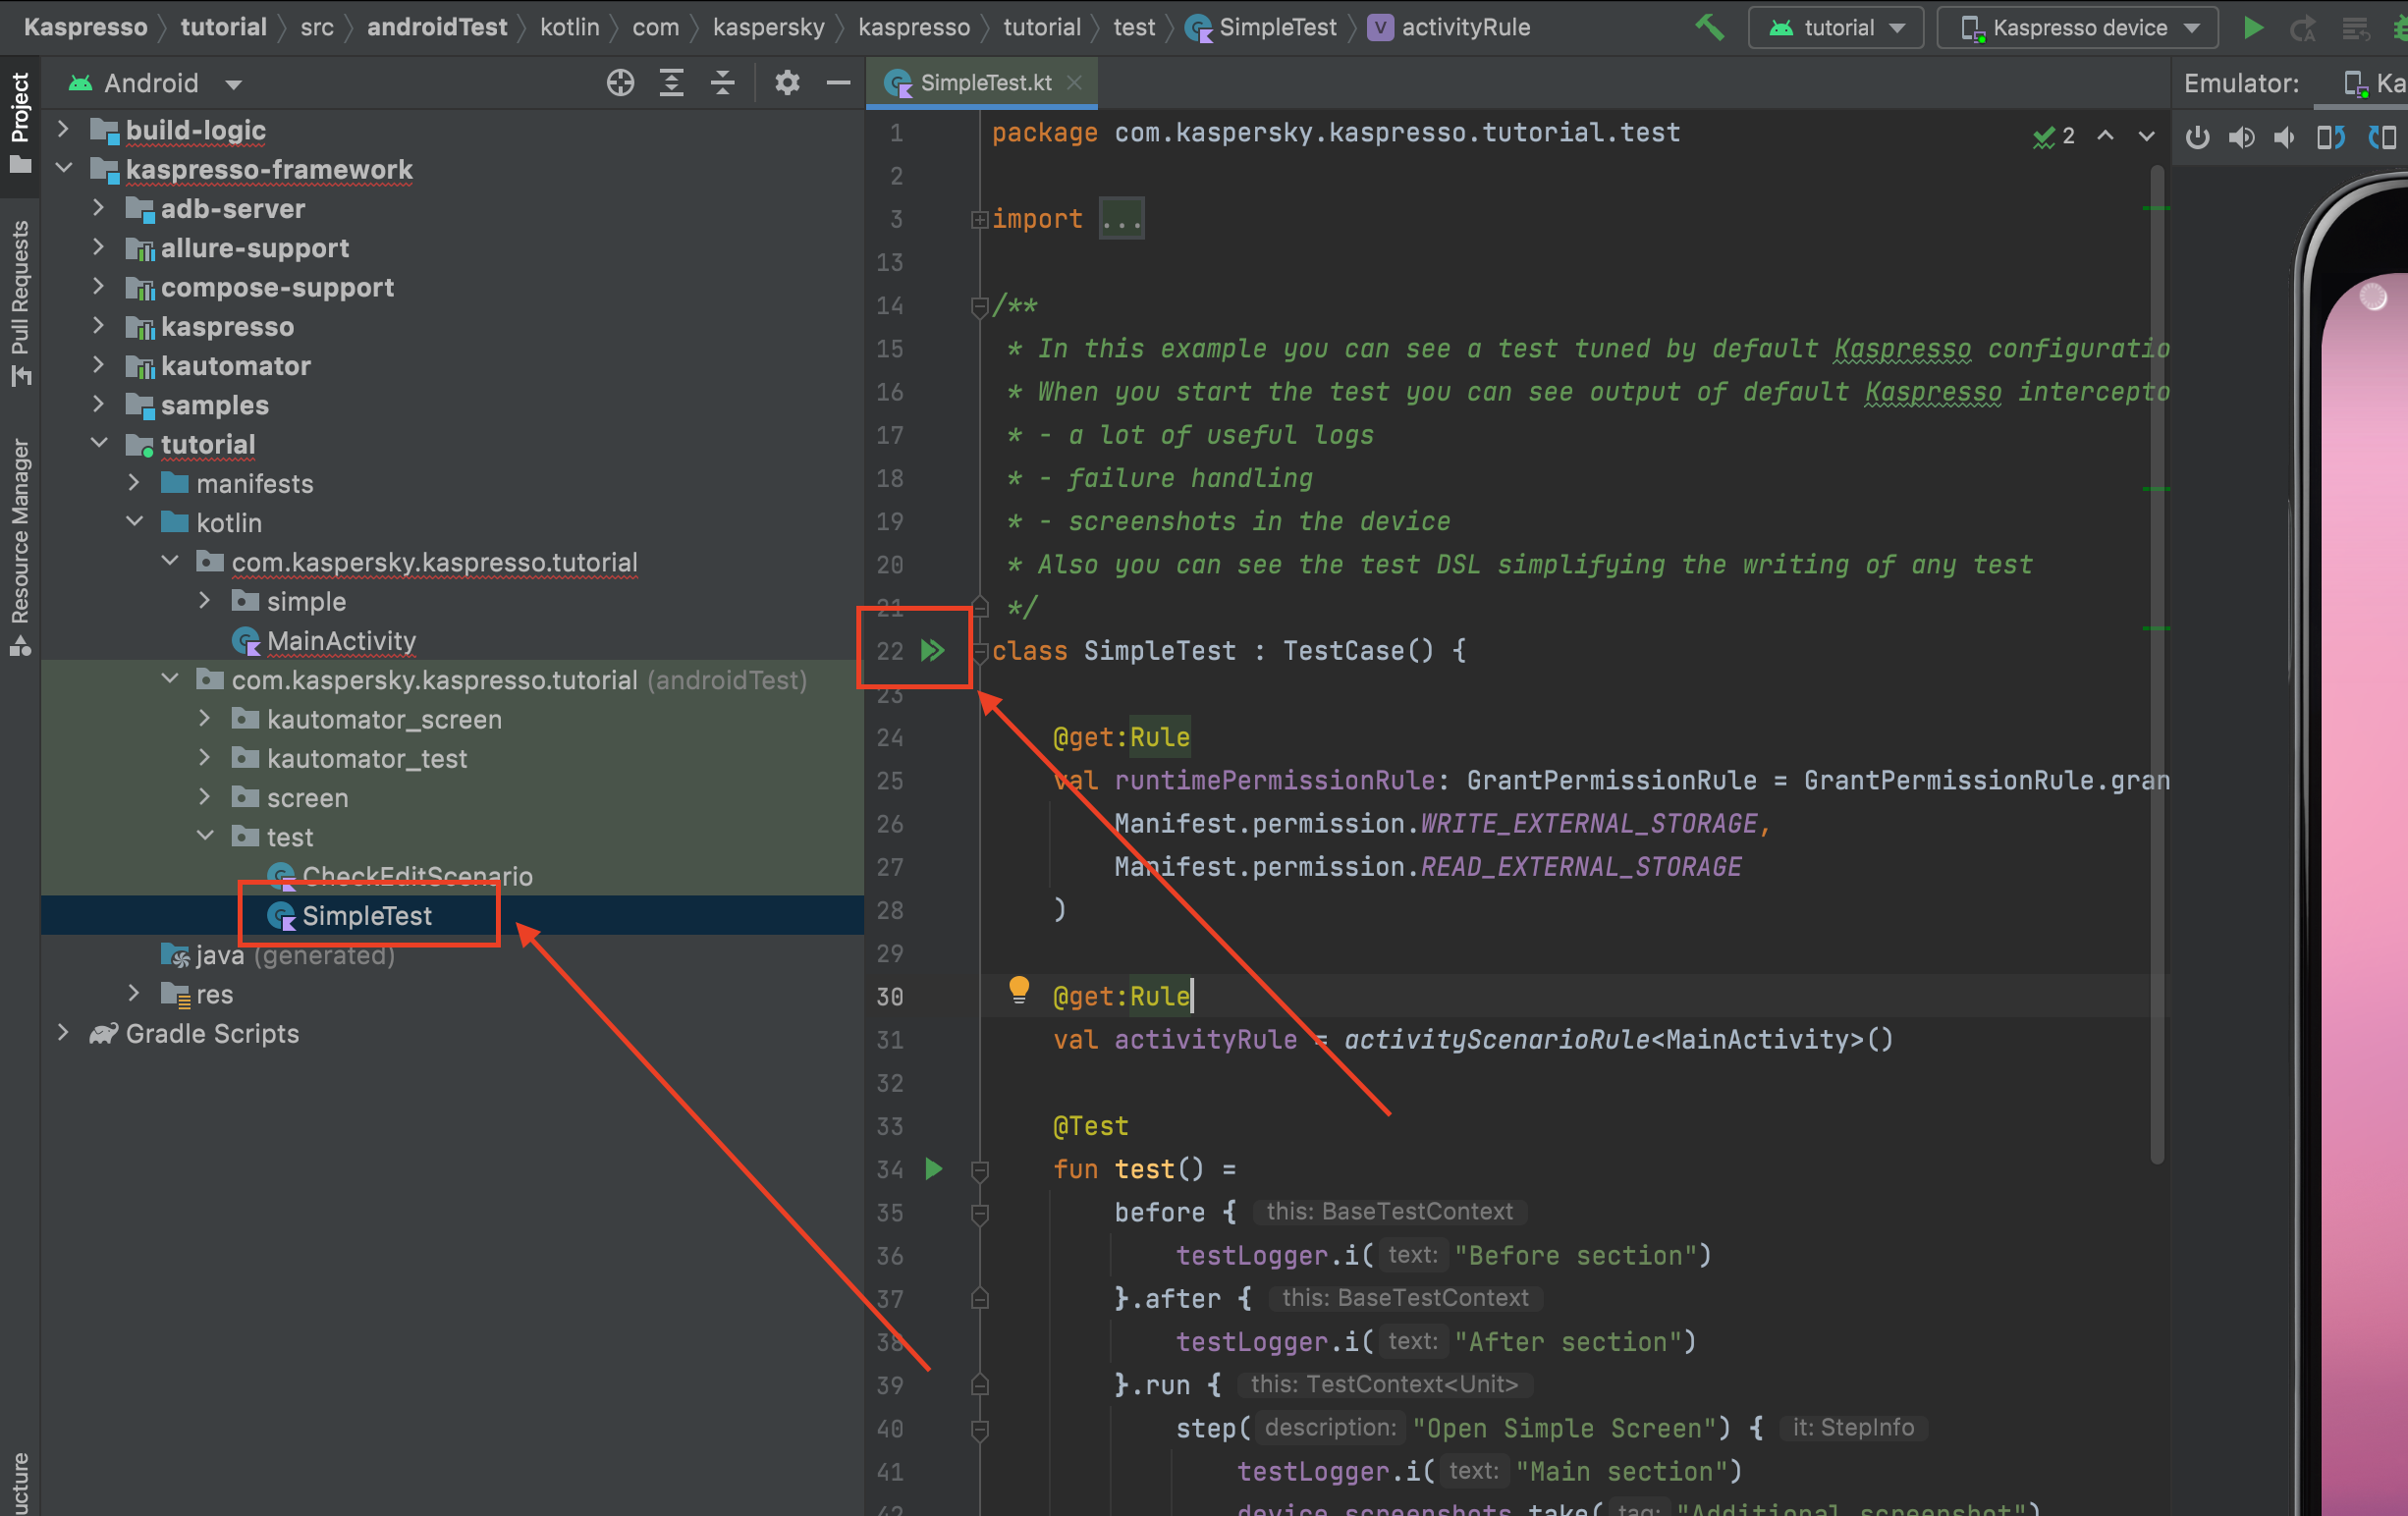 Kaspresso tutorial src androidTest kotlin com kaspersky kaspresso tutorial test SimpleTest V activityRule tutorial Kaspresso device
Project
Pull Requests
Resource Manager
ucture
Android
build-logic
kaspresso-framework
adb-server
allure-support
compose-support
kaspresso
kautomator
samples
tutorial
manifests
kotlin
com.kaspersky.kaspresso.tutorial
simple
MainActivity
com.kaspersky.kaspresso.tutorial (androidTest)
kautomator_screen
kautomator_test
screen
test
CheckEditScenario
SimpleTest
java (generated)
res
Gradle Scripts
SimpleTest.kt
Emulator: Ka
2
1 package com.kaspersky.kaspresso.tutorial.test
2
3 import ...
13
14 /**
15 * In this example you can see a test tuned by default Kaspresso configuratio
16 * When you start the test you can see output of default Kaspresso intercepto
17 * - a lot of useful logs
18 * - failure handling
19 * - screenshots in the device
20 * Also you can see the test DSL simplifying the writing of any test
21 */
22 class SimpleTest : TestCase() {
23
24 @get:Rule
25 val runtimePermissionRule: GrantPermissionRule = GrantPermissionRule.gran
26 Manifest.permission.WRITE_EXTERNAL_STORAGE,
27 Manifest.permission.READ_EXTERNAL_STORAGE
28 )
29
30 @get:Rule
31 val activityRule = activityScenarioRule<MainActivity>()
32
33 @Test
34 fun test() =
35 before { this: BaseTestContext
36 testLogger.i( text: "Before section")
37 }.after { this: BaseTestContext
38 testLogger.i( text: "After section")
39 }.run { this: TestContext<Unit>
40 step( description: "Open Simple Screen") { it: StepInfo
41 testLogger.i( text: "Main section")
42 device.screenshots.take( tag: "Additional screenshot")